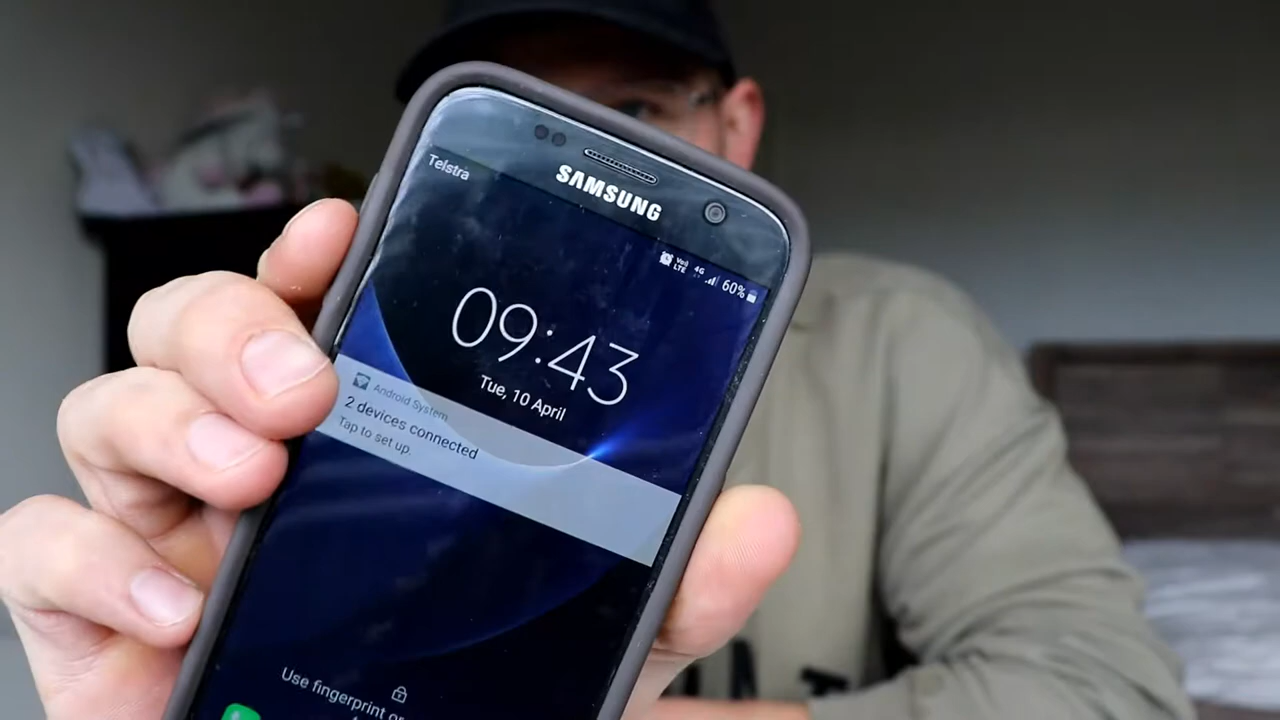 Telstra
SAMSUNG
VoLTE 4G 60%
09:43
Tue, 10 April
Android System
2 devices connected
Tap to set up.
Use fingerprint or